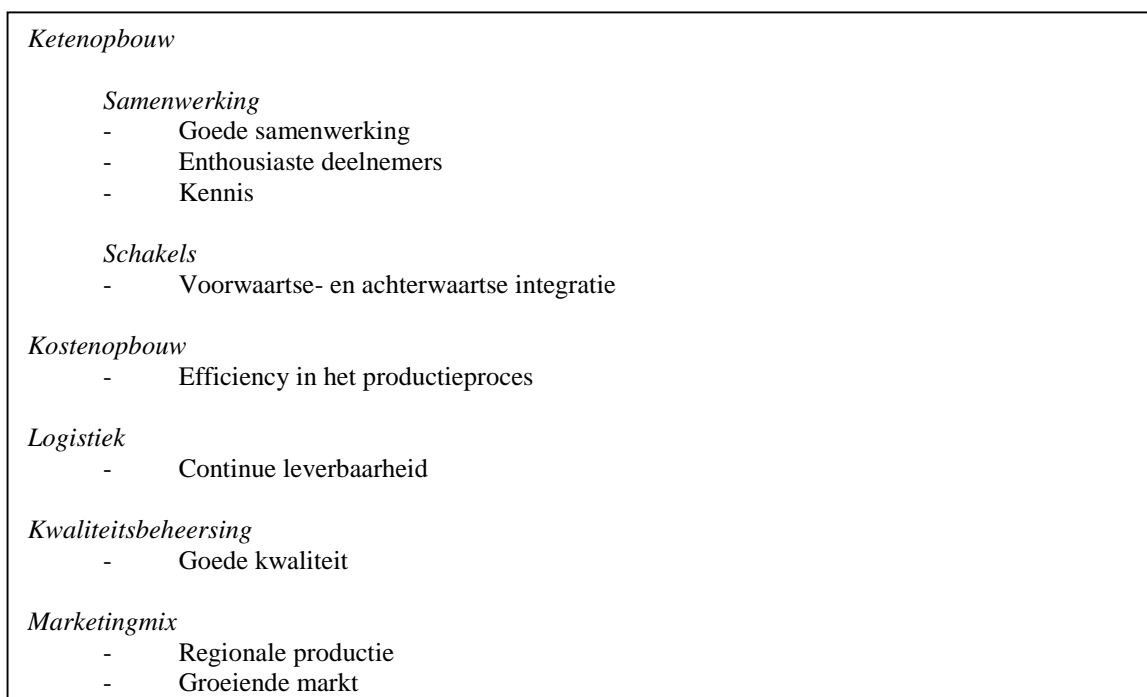 Ketenopbouw
Samenwerking
- Goede samenwerking
- Enthousiaste deelnemers
- Kennis
Schakels
- Voorwaartse- en achterwaartse integratie
Kostenopbouw
- Efficiency in het productieproces
Logistiek
- Continue leverbaarheid
Kwaliteitsbeheersing
- Goede kwaliteit
Marketingmix
- Regionale productie
- Groeiende markt